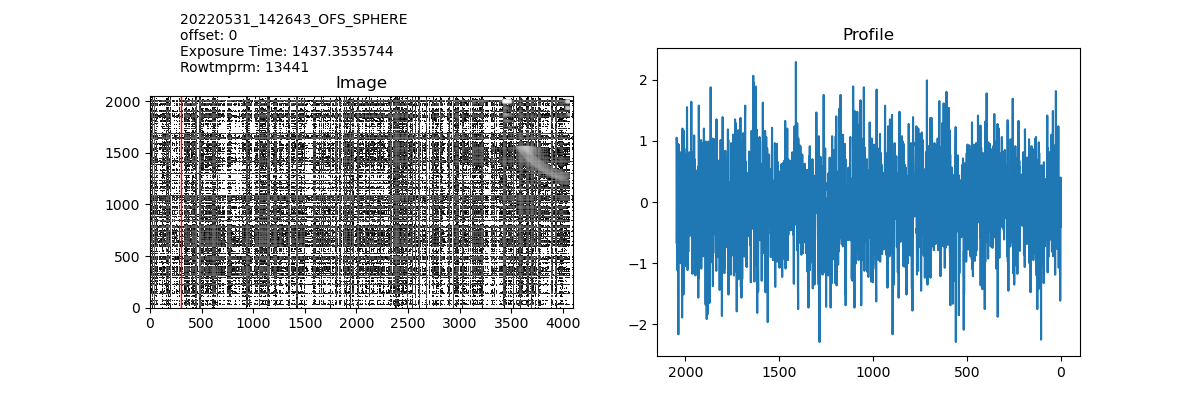 20220531_142643_OFS_SPHERE
offset: 0
Exposure Time: 1437.3535744
Rowtmprm: 13441
Image
2000
1500
1000
500
0
0 500 1000 1500 2000 2500 3000 3500 4000
Profile
2
1
0
−1
−2
2000 1500 1000 500 0